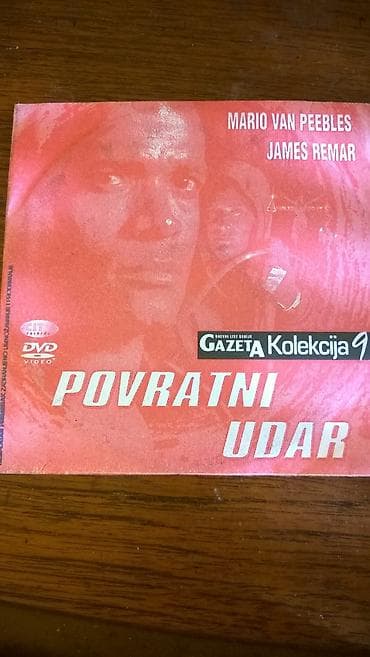 MARIO VAN PEEBLES
JAMES REMAR
DVD
VIDEO
GAZETA Kolekcija 9
POVRATNI
UDAR